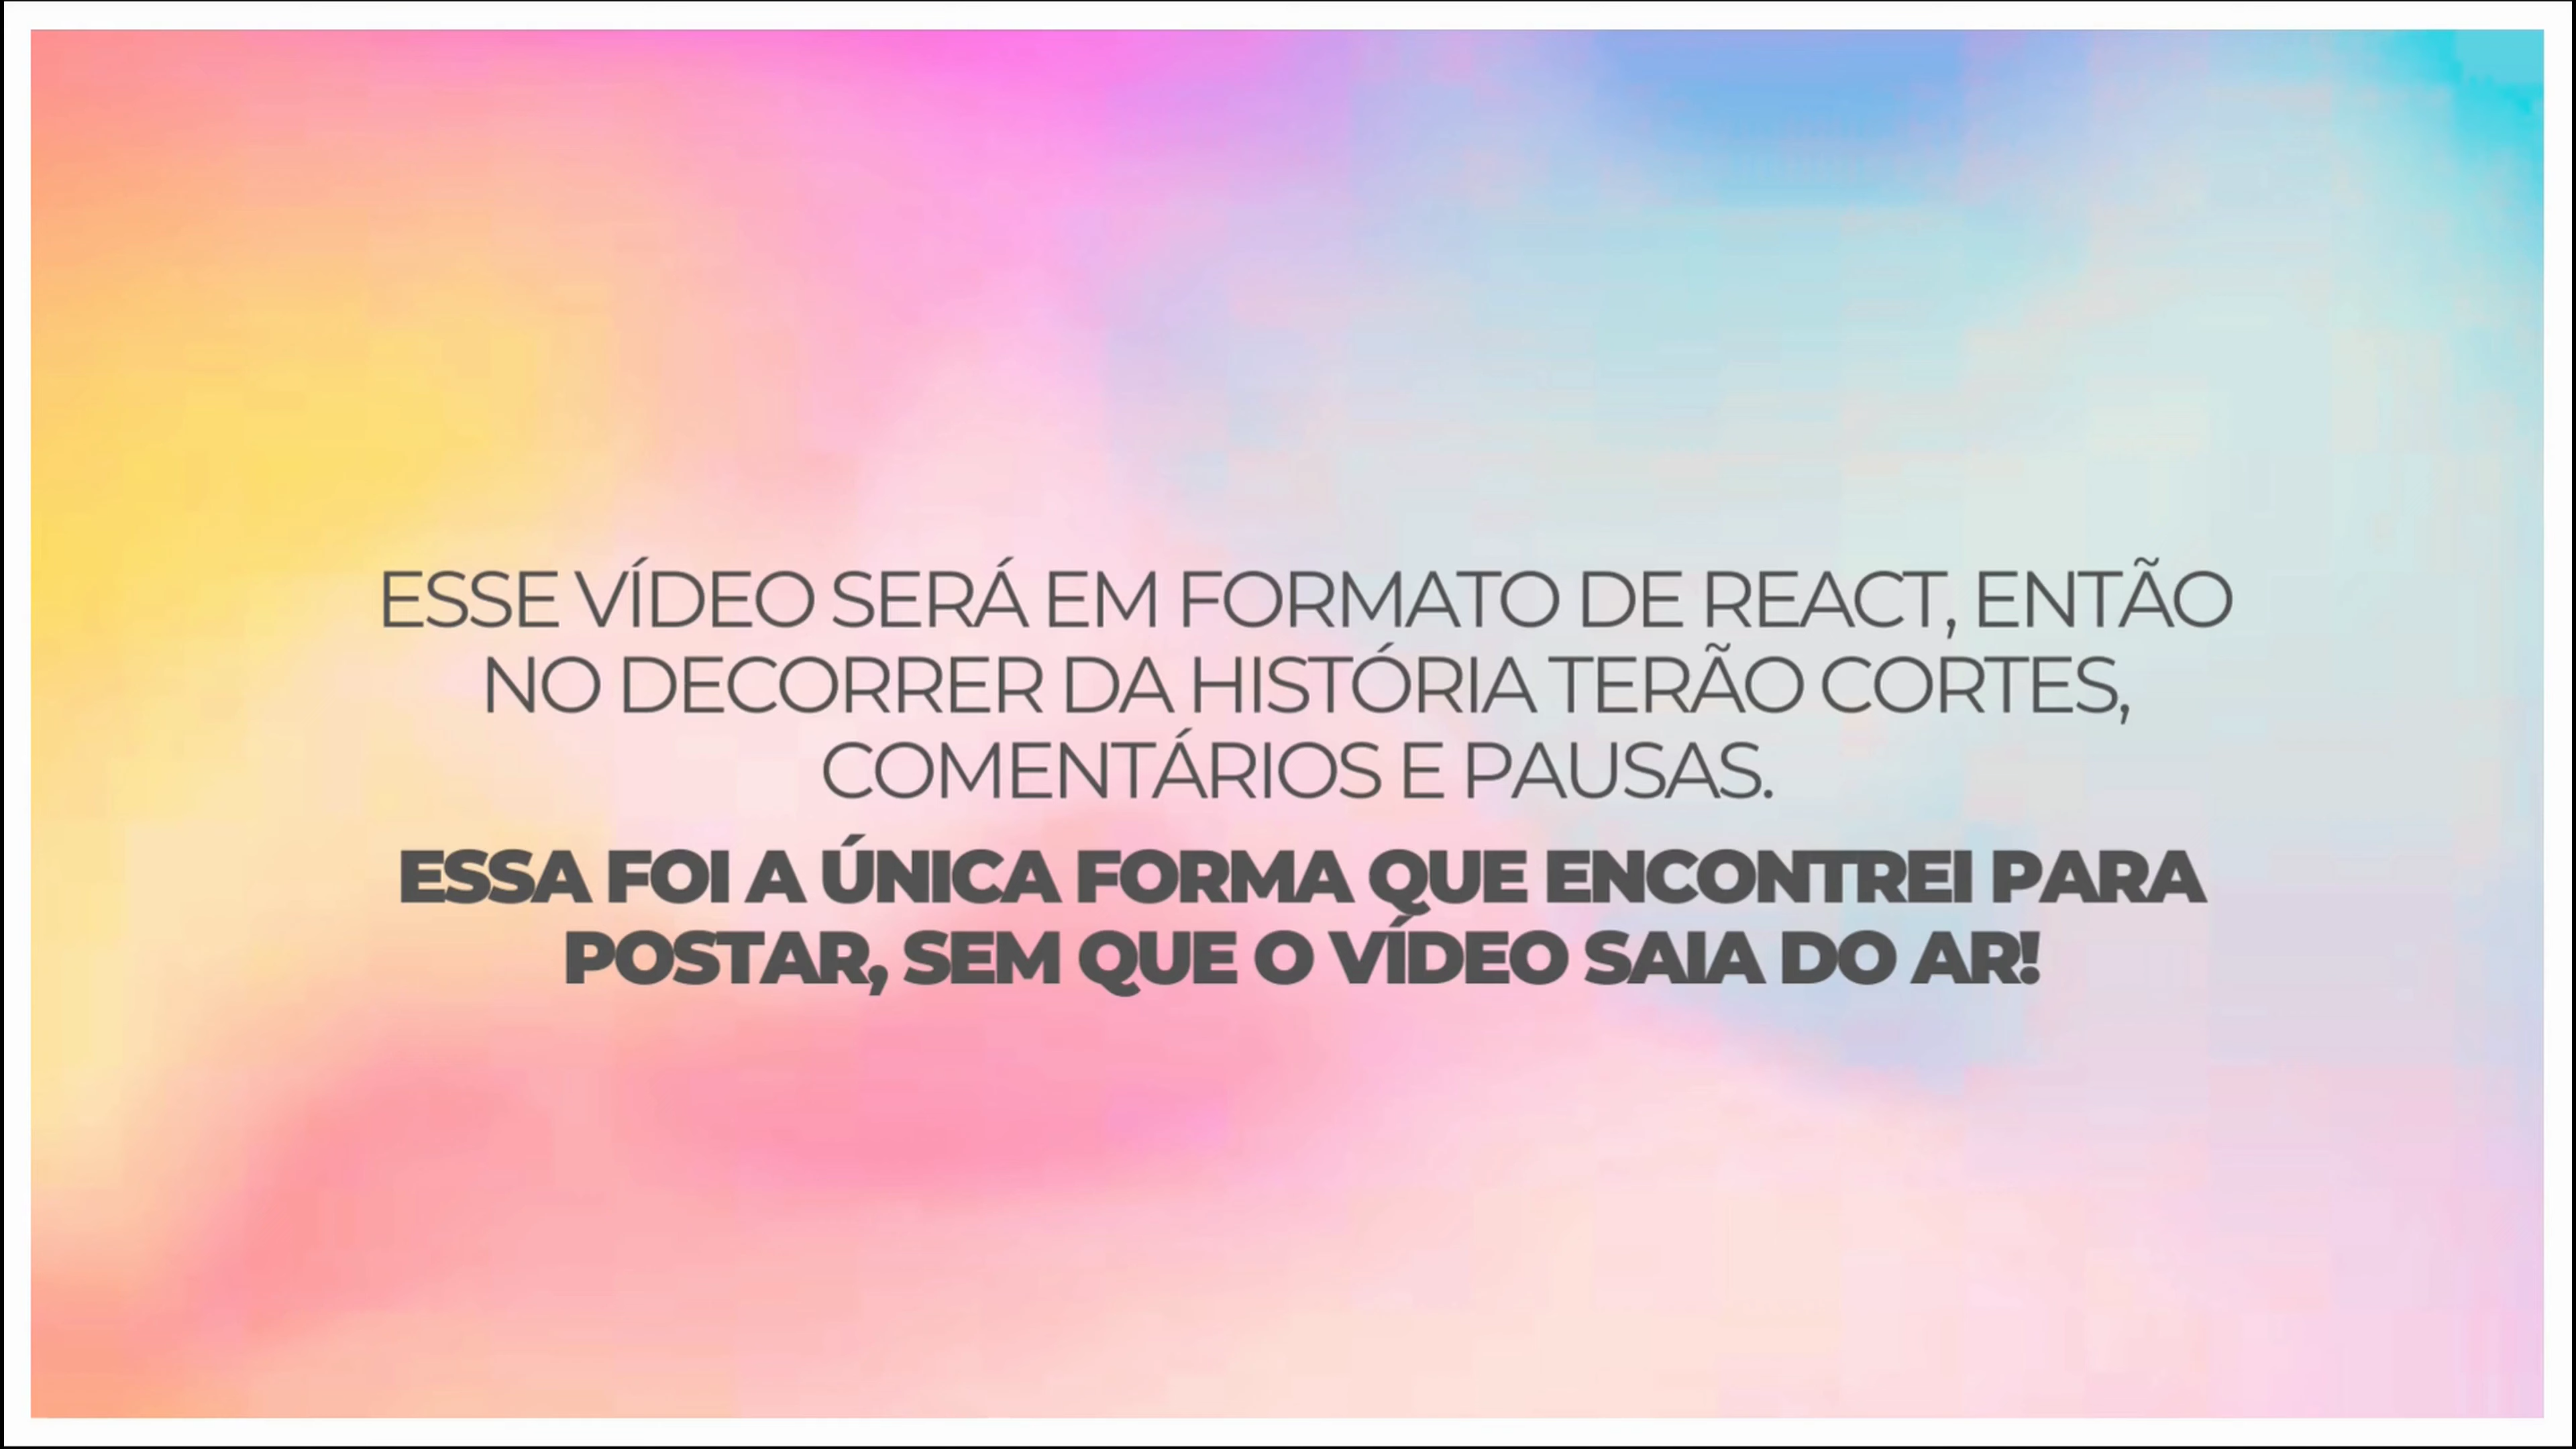 ESSE VÍDEO SERÁ EM FORMATO DE REACT, ENTÃO
NO DECORRER DA HISTÓRIA TERÃO CORTES,
COMENTÁRIOS E PAUSAS.
ESSA FOI A ÚNICA FORMA QUE ENCONTREI PARA
POSTAR, SEM QUE O VÍDEO SAIA DO AR!